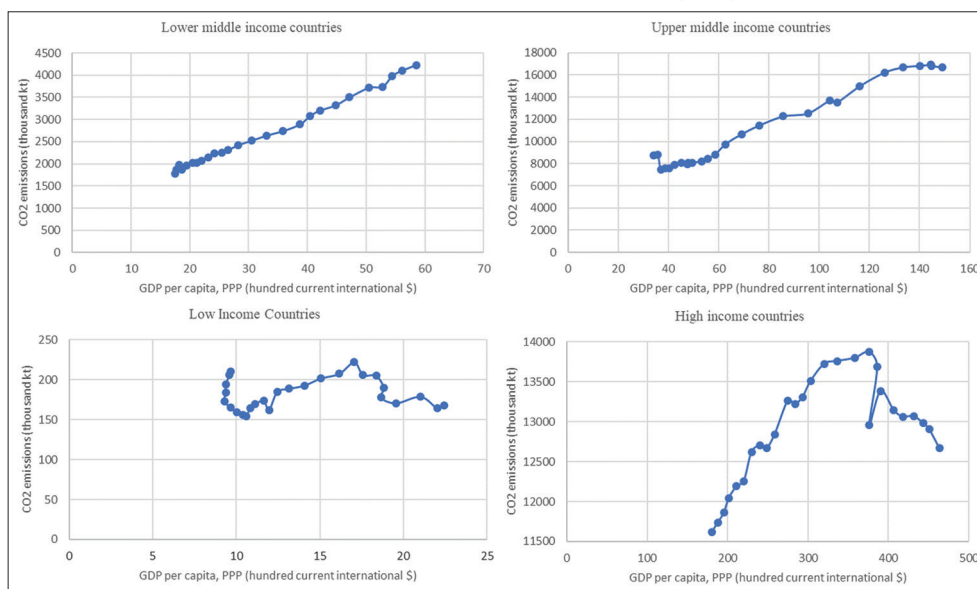 Lower middle income countries
CO2 emissions (thousand kt)
4500
4000
3500
3000
2500
2000
1500
1000
500
0
0 10 20 30 40 50 60 70
GDP per capita, PPP (hundred current international $)
Upper middle income countries
CO2 emissions (thousand kt)
18000
16000
14000
12000
10000
8000
6000
4000
2000
0
0 20 40 60 80 100 120 140 160
GDP per capita, PPP (hundred current international $)
Low Income Countries
CO2 emissions (thousand kt)
250
200
150
100
50
0
0 5 10 15 20 25
GDP per capita, PPP (hundred current international $)
High income countries
CO2 emissions (thousand kt)
14000
13500
13000
12500
12000
11500
0 100 200 300 400 500
GDP per capita, PPP (hundred current international $)